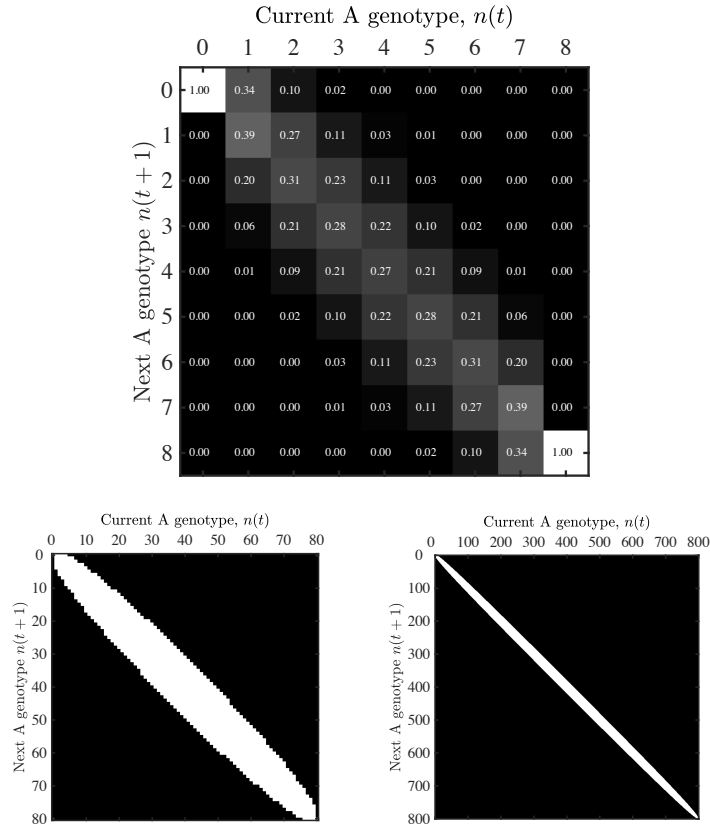 Current A genotype, n(t)
0 1 2 3 4 5 6 7 8
Next A genotype n(t + 1)
0 1.00 0.34 0.10 0.02 0.00 0.00 0.00 0.00 0.00
1 0.00 0.39 0.27 0.11 0.03 0.01 0.00 0.00 0.00
2 0.00 0.20 0.31 0.23 0.11 0.03 0.00 0.00 0.00
3 0.00 0.06 0.21 0.28 0.22 0.10 0.02 0.00 0.00
4 0.00 0.01 0.09 0.21 0.27 0.21 0.09 0.01 0.00
5 0.00 0.00 0.02 0.10 0.22 0.28 0.21 0.06 0.00
6 0.00 0.00 0.00 0.03 0.11 0.23 0.31 0.20 0.00
7 0.00 0.00 0.00 0.01 0.03 0.11 0.27 0.39 0.00
8 0.00 0.00 0.00 0.00 0.00 0.02 0.10 0.34 1.00
Current A genotype, n(t)
0 10 20 30 40 50 60 70 80
Next A genotype n(t + 1)
0
10
20
30
40
50
60
70
80
Current A genotype, n(t)
0 100 200 300 400 500 600 700 800
Next A genotype n(t + 1)
0
100
200
300
400
500
600
700
800